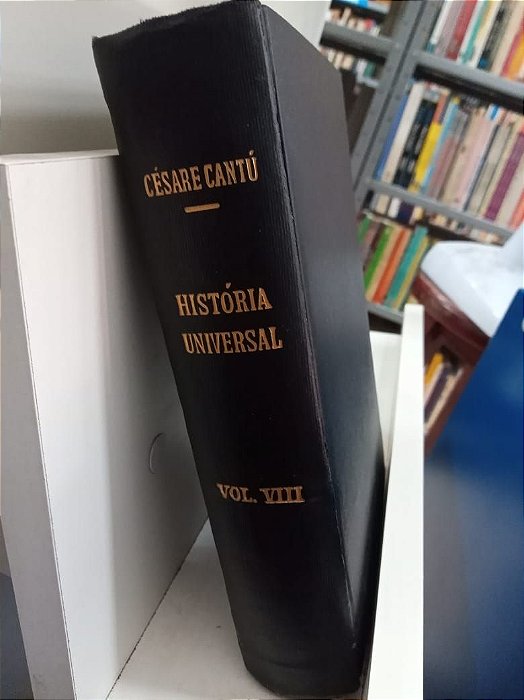 CÉSARE CANTÚ
HISTÓRIA
UNIVERSAL
VOL. VIII